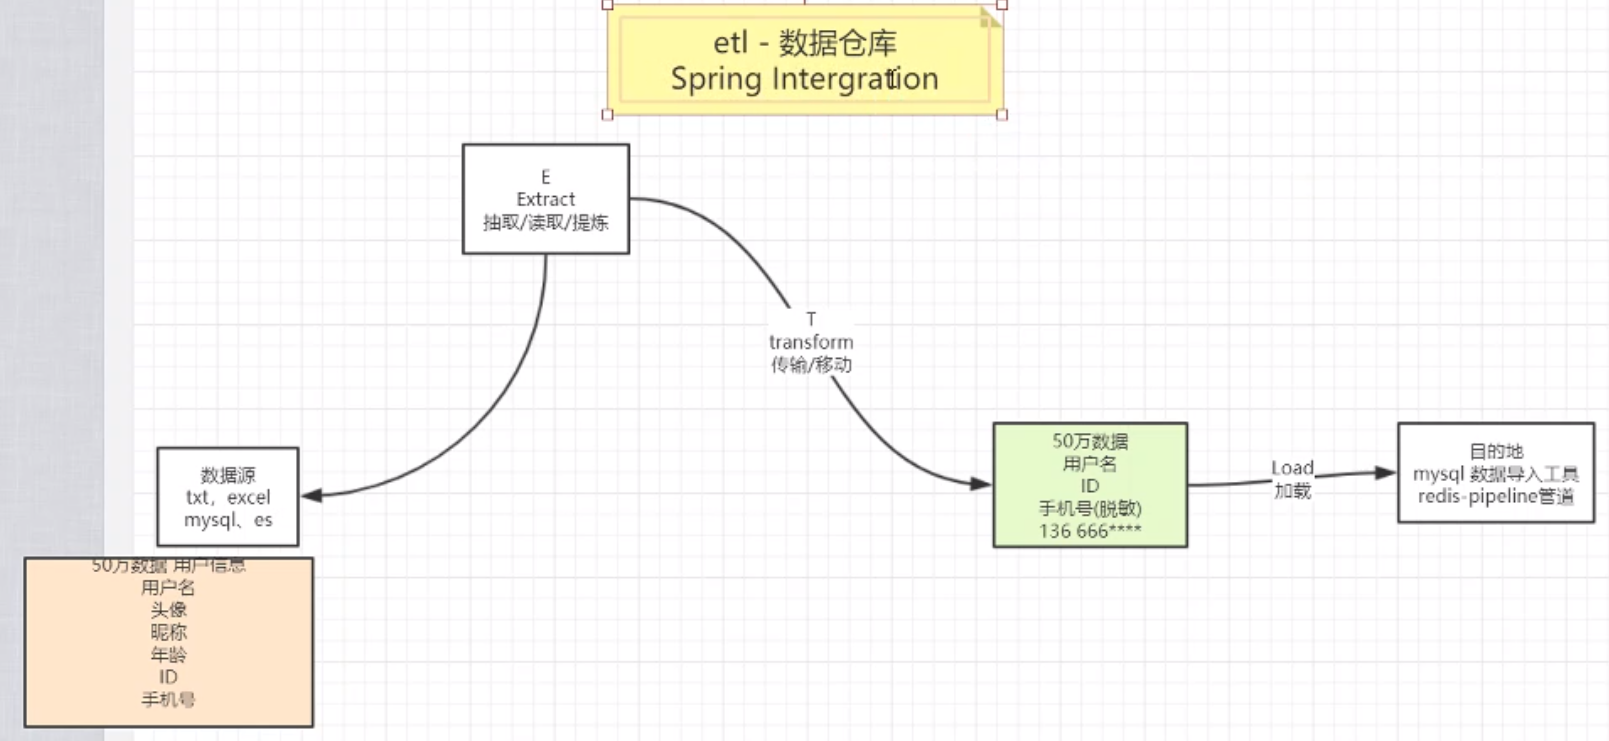 etl - 数据仓库
Spring Intergration
E
Extract
抽取/读取/提炼
T
transform
传输/移动
数据源
txt，excel
mysql、es
50万数据 用户信息
用户名
头像
昵称
年龄
ID
手机号
50万数据
用户名
ID
手机号(脱敏)
136 666****
Load
加载
目的地
mysql 数据导入工具
redis-pipeline管道